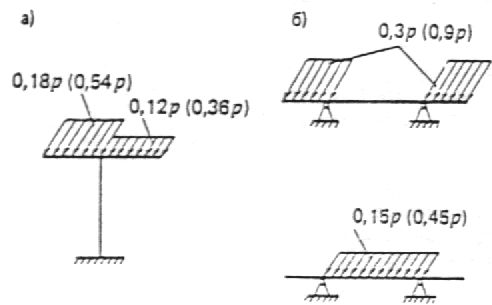 а)
0,18p (0,54p)
0,12p (0,36p)
б)
0,3p (0,9p)
0,15p (0,45p)